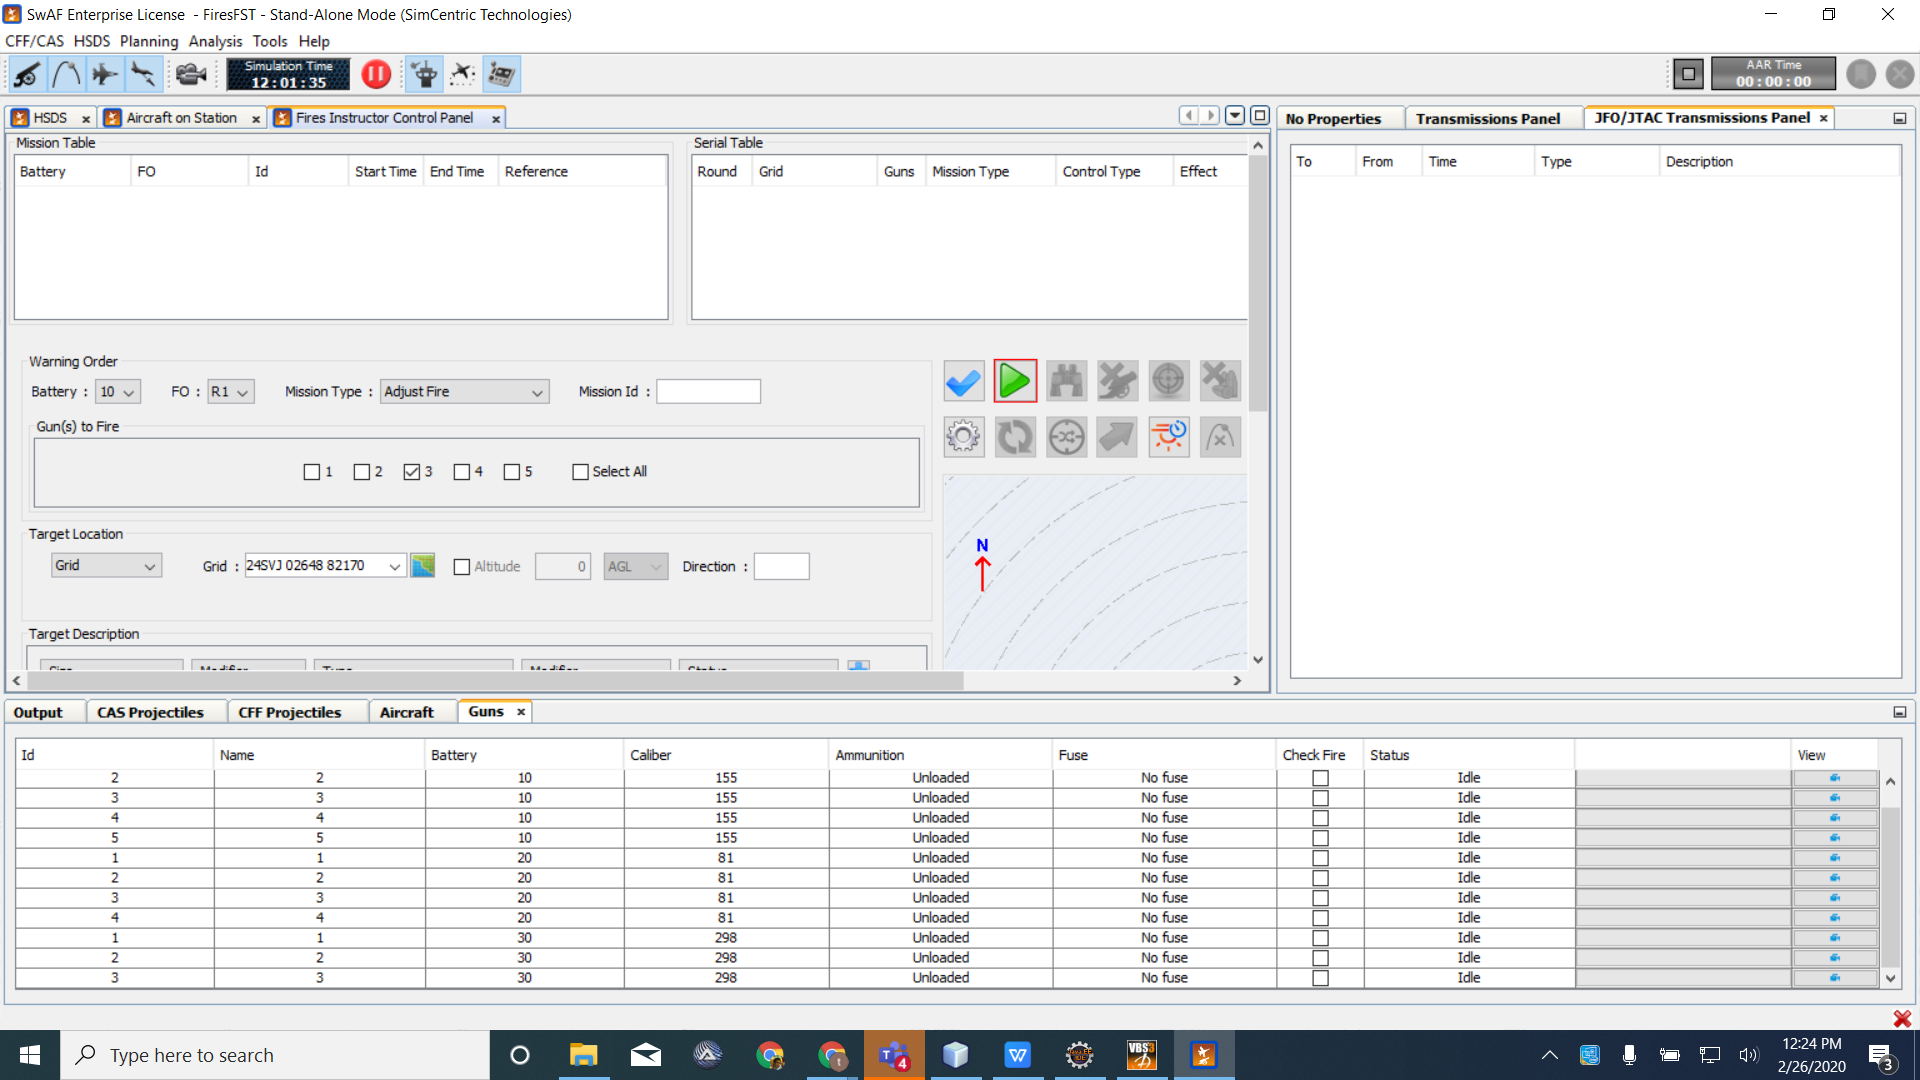 SwAF Enterprise License - FiresFST - Stand-Alone Mode (SimCentric Technologies)
CFF/CAS HSDS Planning Analysis Tools Help
Simulation Time
12:01:35
AAR Time
00:00:00
HSDS Aircraft on Station Fires Instructor Control Panel
No Properties Transmissions Panel JFO/JTAC Transmissions Panel
Mission Table
Battery FO Id Start Time End Time Reference
Serial Table
Round Grid Guns Mission Type Control Type Effect
To From Time Type Description
Warning Order
Battery : 10 FO : R1 Mission Type : Adjust Fire Mission Id :
Gun(s) to Fire
1 2 3 4 5 Select All
Target Location
Grid Grid : 24SVJ 02648 82170 Altitude 0 AGL Direction :
N
Target Description
Size Modifier Type Modifier Status
Output CAS Projectiles CFF Projectiles Aircraft Guns
Id Name Battery Caliber Ammunition Fuse Check Fire Status View
2 2 10 155 Unloaded No fuse Idle
3 3 10 155 Unloaded No fuse Idle
4 4 10 155 Unloaded No fuse Idle
5 5 10 155 Unloaded No fuse Idle
1 1 20 81 Unloaded No fuse Idle
2 2 20 81 Unloaded No fuse Idle
3 3 20 81 Unloaded No fuse Idle
4 4 20 81 Unloaded No fuse Idle
1 1 30 298 Unloaded No fuse Idle
2 2 30 298 Unloaded No fuse Idle
3 3 30 298 Unloaded No fuse Idle
Type here to search
4
VBS3
12:24 PM
2/26/2020
3